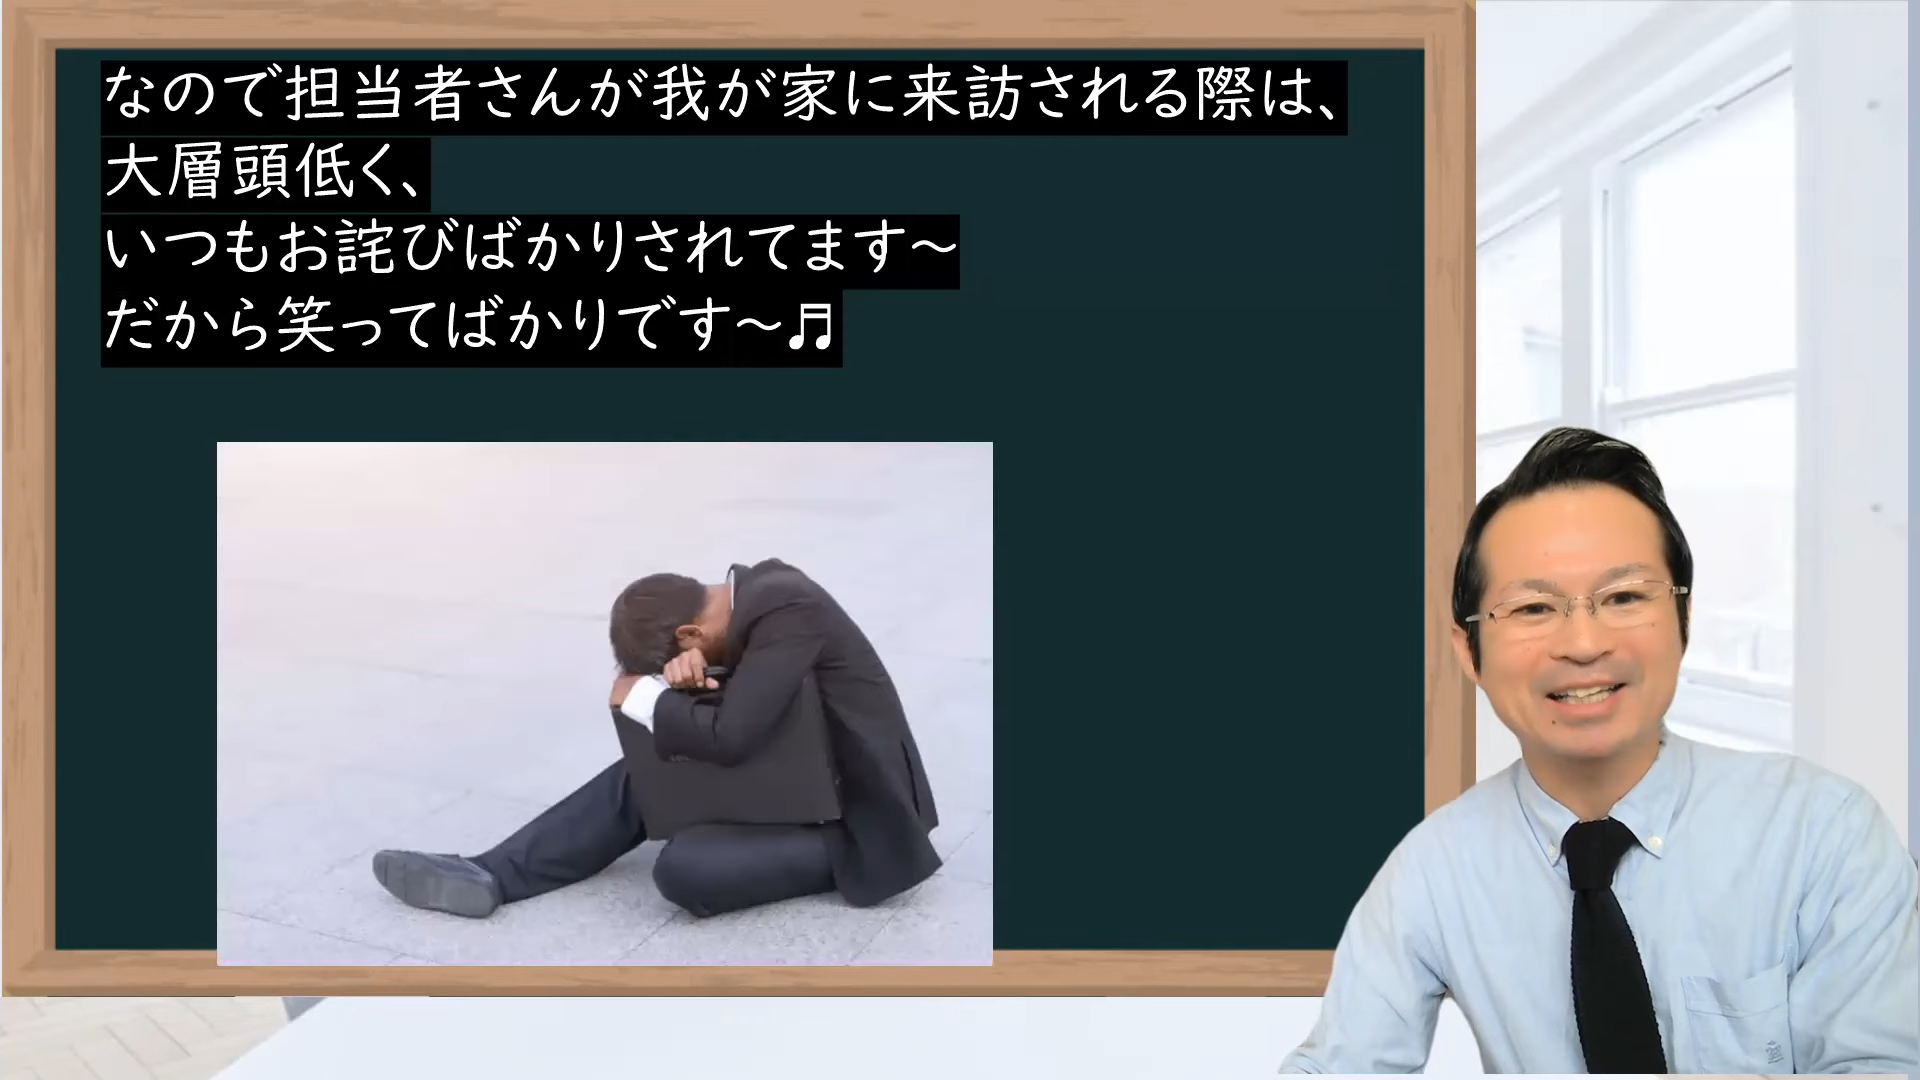 なので担当者さんが我が家に来訪される際は、
大層頭低く、
いつもお詫びばかりされてます～
だから笑ってばかりです～♬